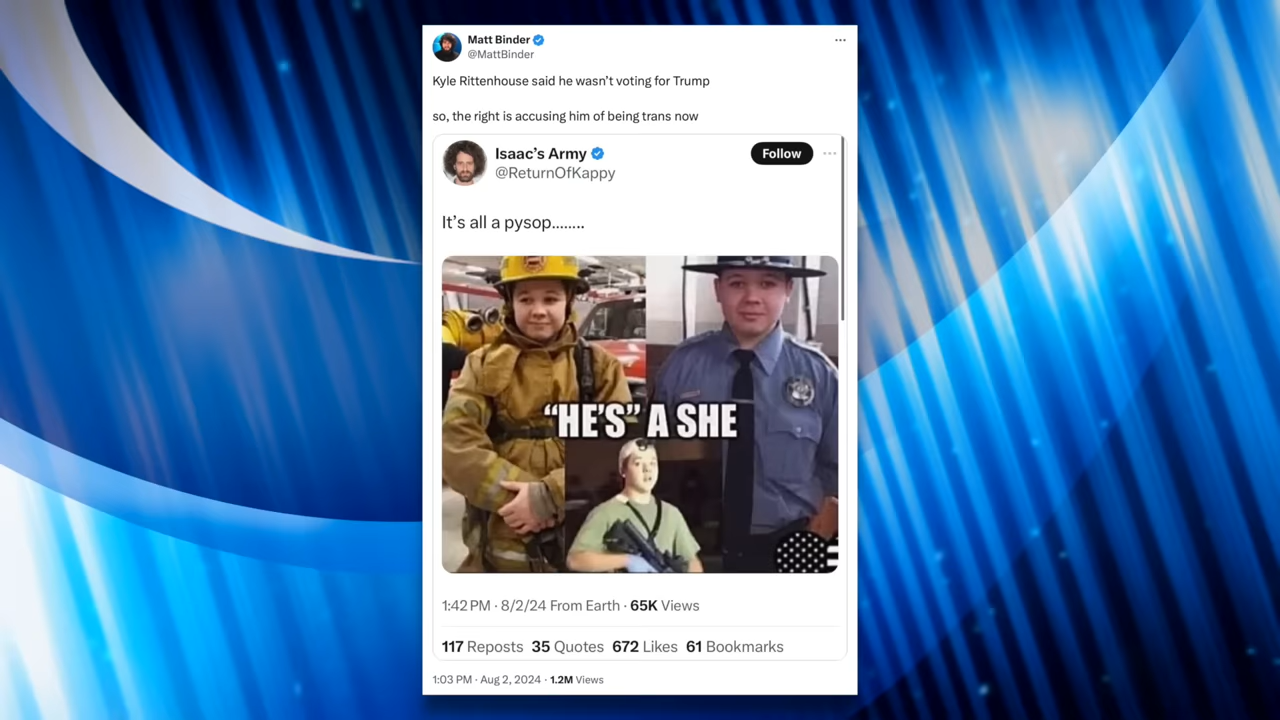 Matt Binder
@MattBinder
Kyle Rittenhouse said he wasn’t voting for Trump
so, the right is accusing him of being trans now
Isaac’s Army
@ReturnOfKappy
Follow
It’s all a pysop........
“HE’S” A SHE
1:42 PM · 8/2/24 From Earth · 65K Views
117 Reposts 35 Quotes 672 Likes 61 Bookmarks
1:03 PM · Aug 2, 2024 · 1.2M Views